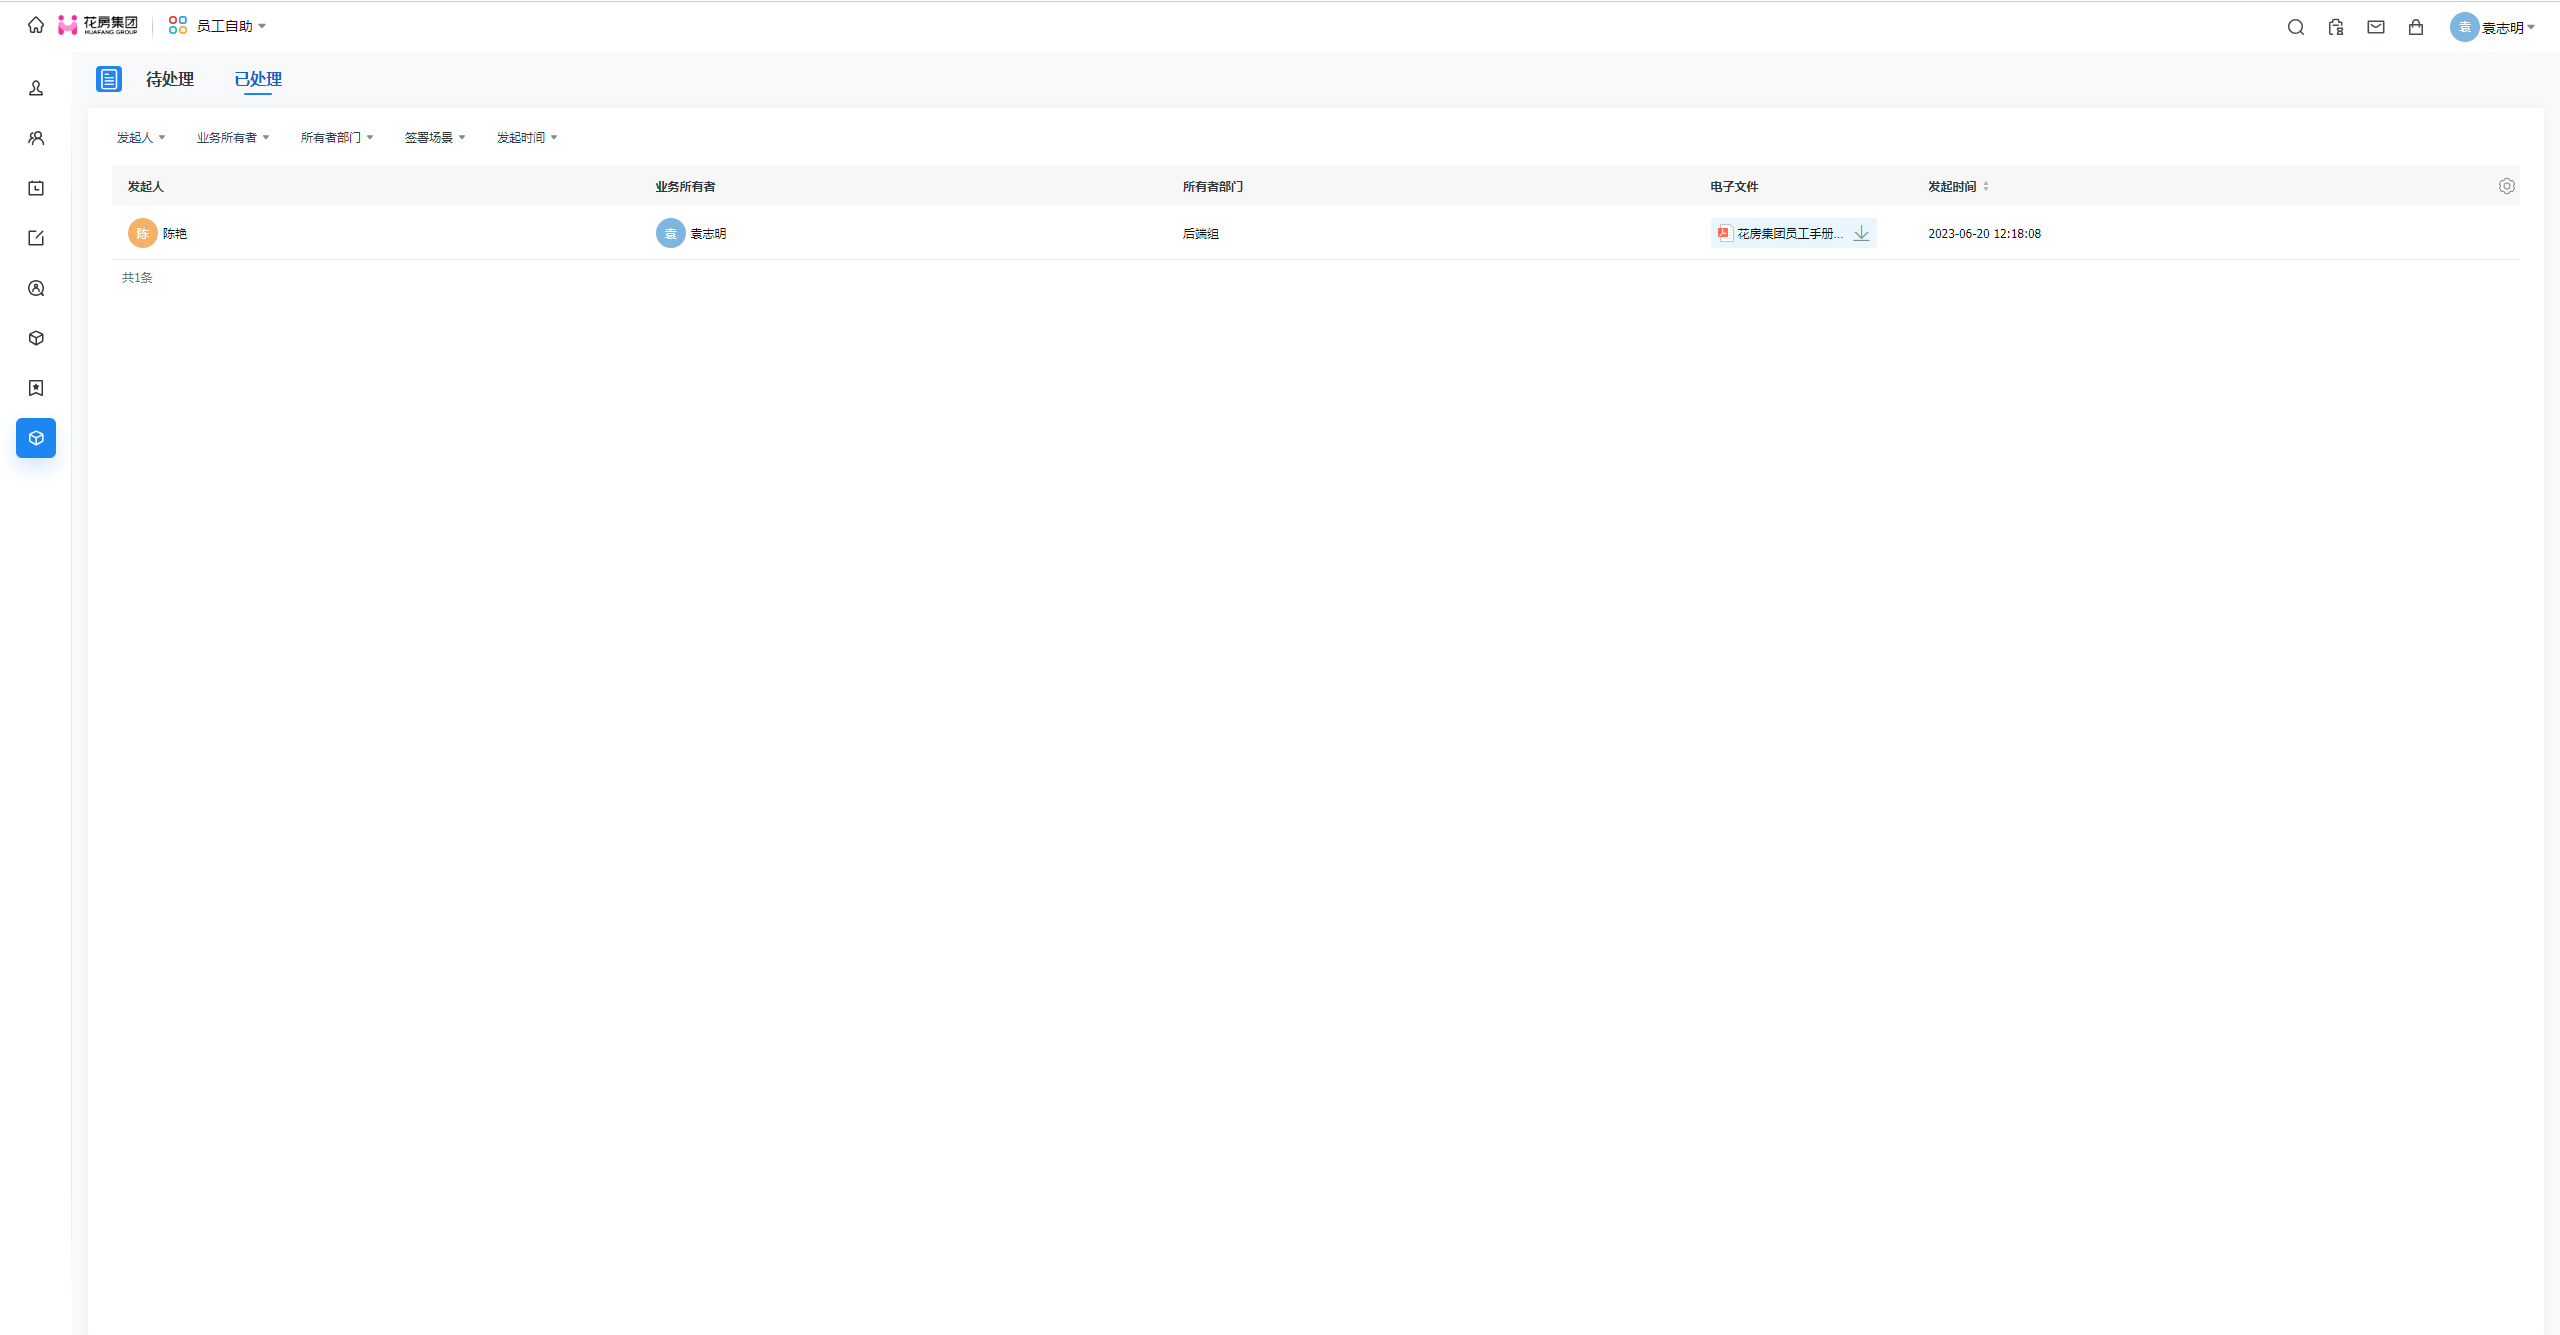 花房集团
HUAFANG GROUP
员工自助
袁 袁志明
待处理 已处理
发起人 业务所有者 所有者部门 签署场景 发起时间
发起人 业务所有者 所有者部门 电子文件 发起时间
陈 陈艳 袁 袁志明 后端组 花房集团员工手册... 2023-06-20 12:18:08
共1条